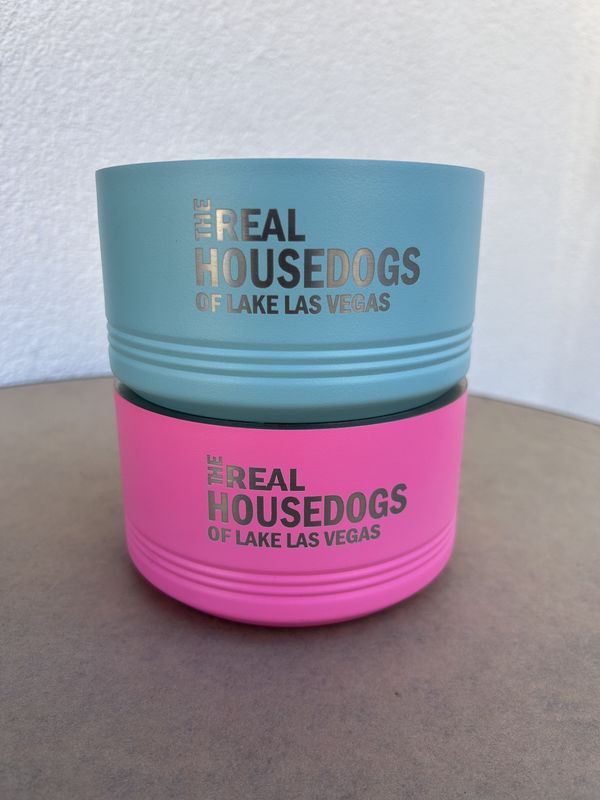 THE REAL
HOUSEDOGS
OF LAKE LAS VEGAS
THE REAL
HOUSEDOGS
OF LAKE LAS VEGAS